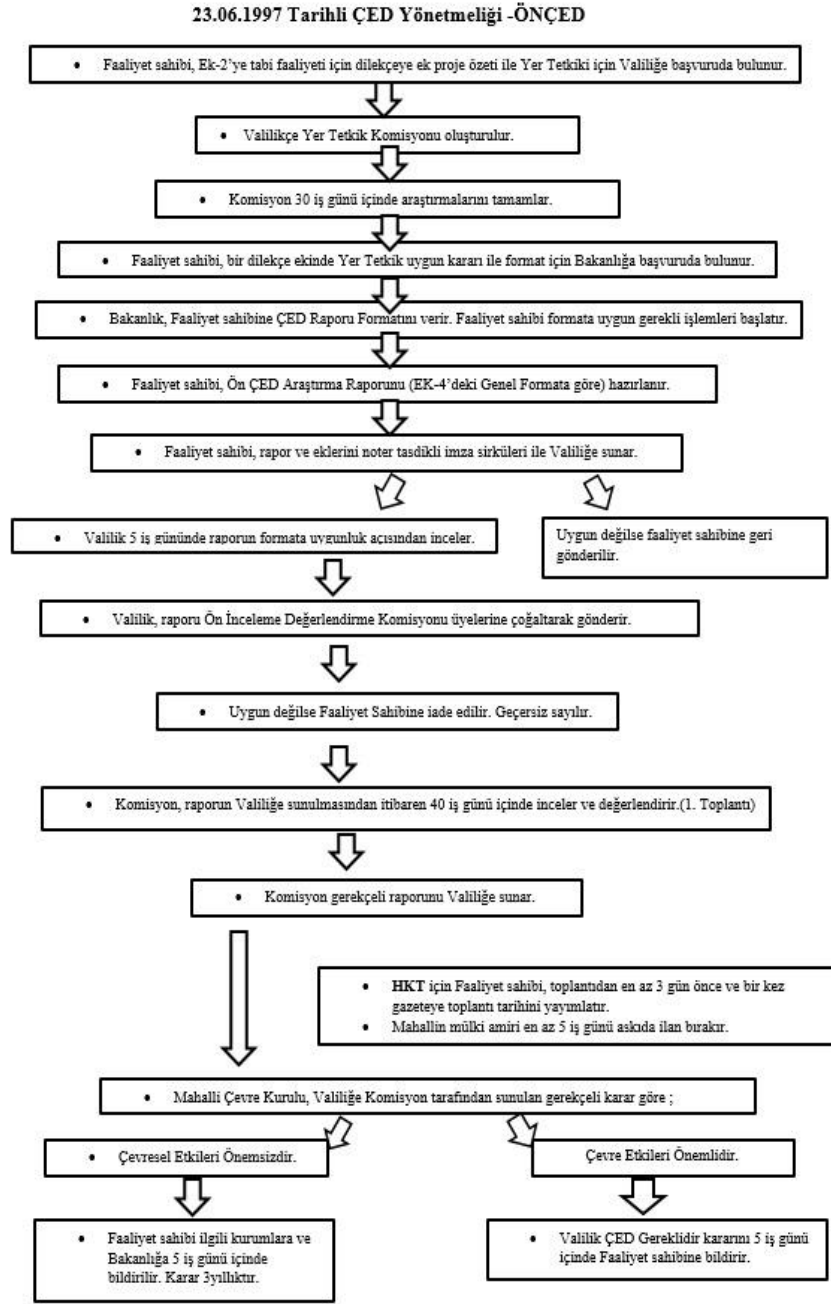 23.06.1997 Tarihli ÇED Yönetmeliği -ÖNÇED
• Faaliyet sahibi, Ek-2'ye tabi faaliyeti için dilekçeye ek proje özeti ile Yer Tetkiki için Valiliğe başvuruda bulunur.
• Valilikçe Yer Tetkik Komisyonu oluşturulur.
• Komisyon 30 iş günü içinde araştırmalarını tamamlar.
• Faaliyet sahibi, bir dilekçe ekinde Yer Tetkik uygun kararı ile format için Bakanlığa başvuruda bulunur.
• Bakanlık, Faaliyet sahibine ÇED Raporu Formatını verir. Faaliyet sahibi formata uygun gerekli işlemleri başlatır.
• Faaliyet sahibi, Ön ÇED Araştırma Raporunu (EK-4'deki Genel Formata göre) hazırlanır.
• Faaliyet sahibi, rapor ve eklerini noter tasdikli imza sirküleri ile Valiliğe sunar.
• Valilik 5 iş gününde raporun formata uygunluk açısından inceler.
Uygun değilse faaliyet sahibine geri
gönderilir.
• Valilik, raporu Ön İnceleme Değerlendirme Komisyonu üyelerine çoğaltarak gönderir.
• Uygun değilse Faaliyet Sahibine iade edilir. Geçersiz sayılır.
• Komisyon, raporun Valiliğe sunulmasından itibaren 40 iş günü içinde inceler ve değerlendirir.(1. Toplantı)
• Komisyon gerekçeli raporunu Valiliğe sunar.
• HKT için Faaliyet sahibi, toplantıdan en az 3 gün önce ve bir kez
gazeteye toplantı tarihini yayımlatır.
• Mahallin mülki amiri en az 5 iş günü askıda ilan bırakır.
• Mahalli Çevre Kurulu, Valiliğe Komisyon tarafından sunulan gerekçeli karar göre ;
• Çevresel Etkileri Önemsizdir.
Çevre Etkileri Önemlidir.
• Faaliyet sahibi ilgili kurumlara ve
Bakanlığa 5 iş günü içinde
bildirilir. Karar 3yıllıktır.
• Valilik ÇED Gereklidir kararını 5 iş günü
içinde Faaliyet sahibine bildirir.